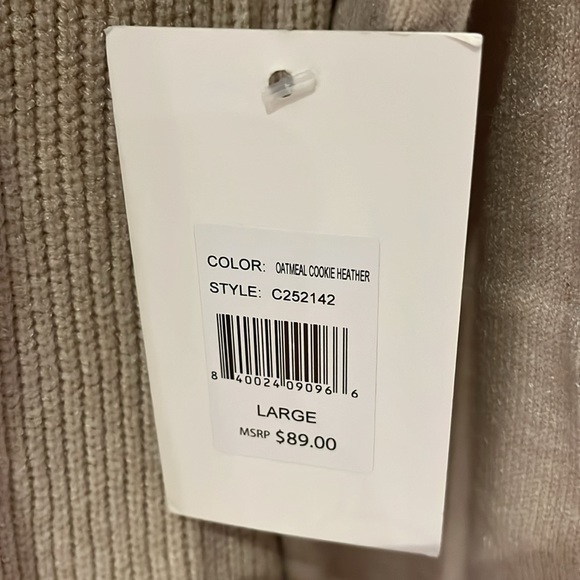 COLOR: OATMEAL COOKIE HEATHER
STYLE: C252142
8 40024 09096 6
LARGE
MSRP $89.00